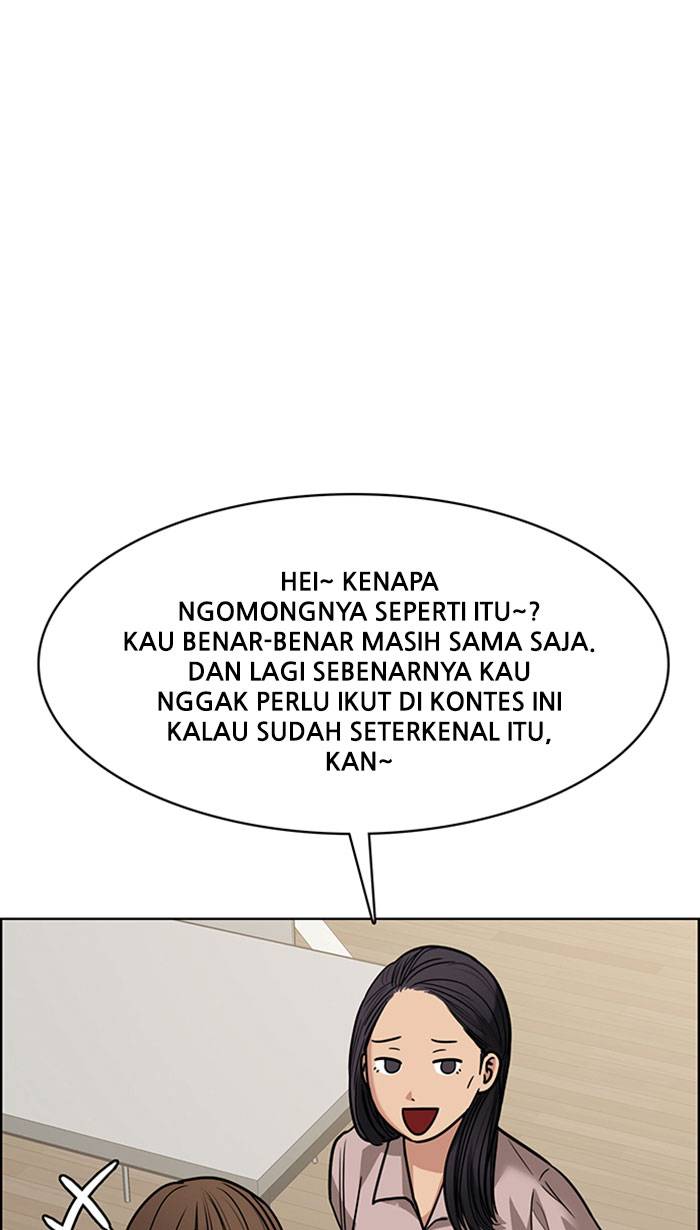 HEI~ KENAPA
NGOMONGNYA SEPERTI ITU~?
KAU BENAR-BENAR MASIH SAMA SAJA.
DAN LAGI SEBENARNYA KAU
NGGAK PERLU IKUT DI KONTES INI
KALAU SUDAH SETERKENAL ITU,
KAN~